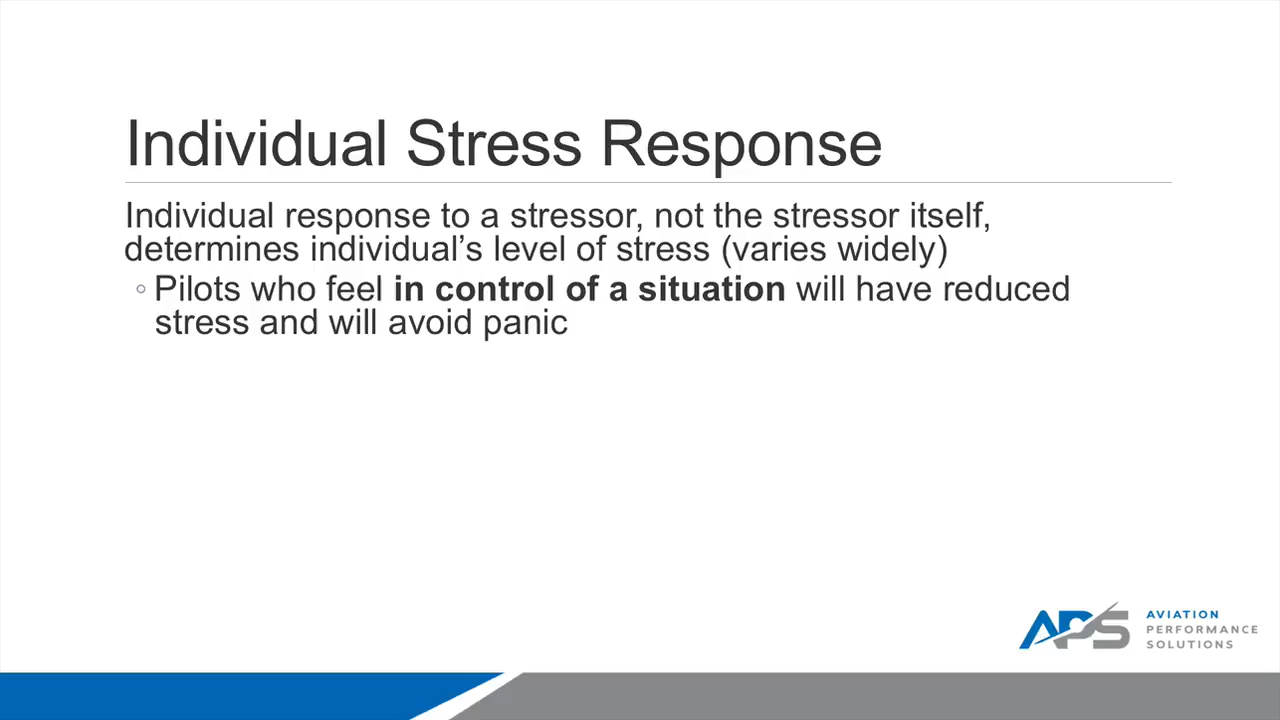 Individual Stress Response
Individual response to a stressor, not the stressor itself,
determines individual’s level of stress (varies widely)
◦ Pilots who feel in control of a situation will have reduced
stress and will avoid panic
APS
AVIATION
PERFORMANCE
SOLUTIONS